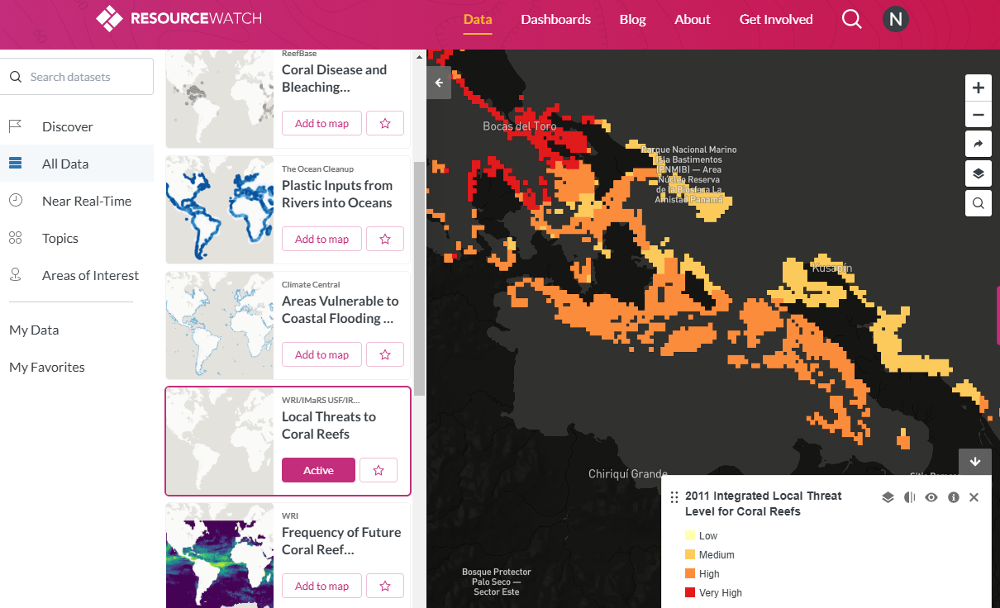 RESOURCEWATCH
Data
Dashboards
Blog
About
Get Involved
N
Search datasets
Discover
All Data
Near Real-Time
Topics
Areas of Interest
My Data
My Favorites
ReefBase
Coral Disease and
Bleaching...
Add to map
The Ocean Cleanup
Plastic Inputs from
Rivers into Oceans
Add to map
Climate Central
Areas Vulnerable to
Coastal Flooding ...
Add to map
WRI/IMaRS USF/IR...
Local Threats to
Coral Reefs
Active
WRI
Frequency of Future
Coral Reef...
Add to map
Bocas del Toro
Parque Nacional Marino
Isla Bastimentos
(PNMIB) — Area
Núcleo Reserva
de la Biosfera La
Amistad Panamá
Kusapín
Chiriquí Grande
Bosque Protector
Palo Seco —
Sector Este
2011 Integrated Local Threat
Level for Coral Reefs
Low
Medium
High
Very High